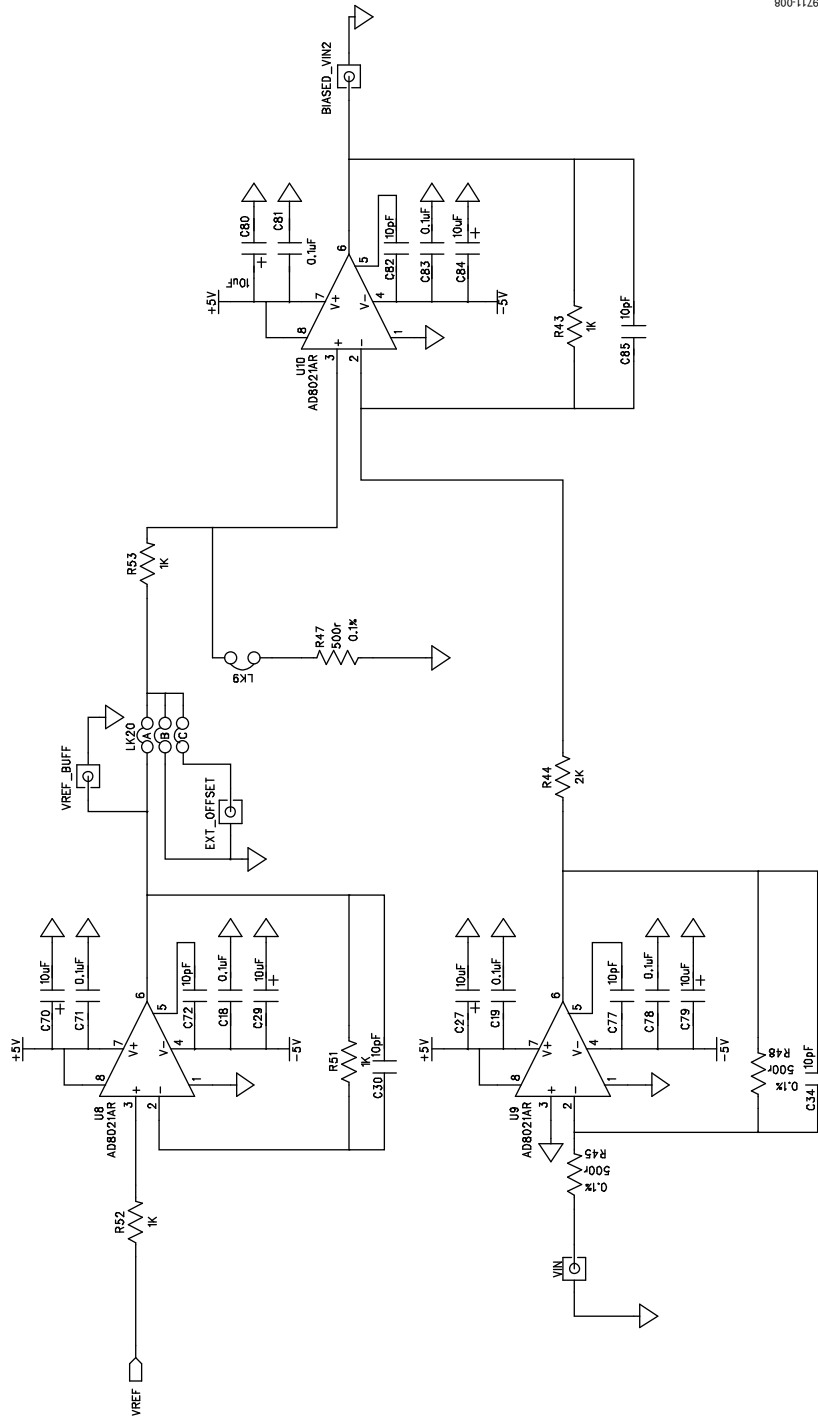 9711-008
BIASED_VIN2
+5V
C80
10uF
C81
0.1uF
8
7
V+
U10
AD8021AR
3
+
2
-
6
5
V-
4
1
C82
10pF
C83
0.1uF
C84
10uF
+
-5V
R43
1K
C85
10pF
R53
1K
LK9
R47
500r
0.1%
VREF_BUFF
LK20
A
B
C
EXT_OFFSET
R44
2K
+5V
C70
10uF
+
C71
0.1uF
8
7
V+
U8
AD8021AR
3
+
2
-
6
5
V-
4
1
C72
10pF
C18
0.1uF
C29
10uF
+
-5V
R51
1K
C30
10pF
R52
1K
VREF
+5V
C27
10uF
+
C19
0.1uF
8
7
V+
U9
AD8021AR
3
+
2
-
6
5
V-
4
1
C77
10pF
C78
0.1uF
C79
10uF
+
-5V
R48
500r
0.1%
C34
10pF
R45
500r
0.1%
VIN